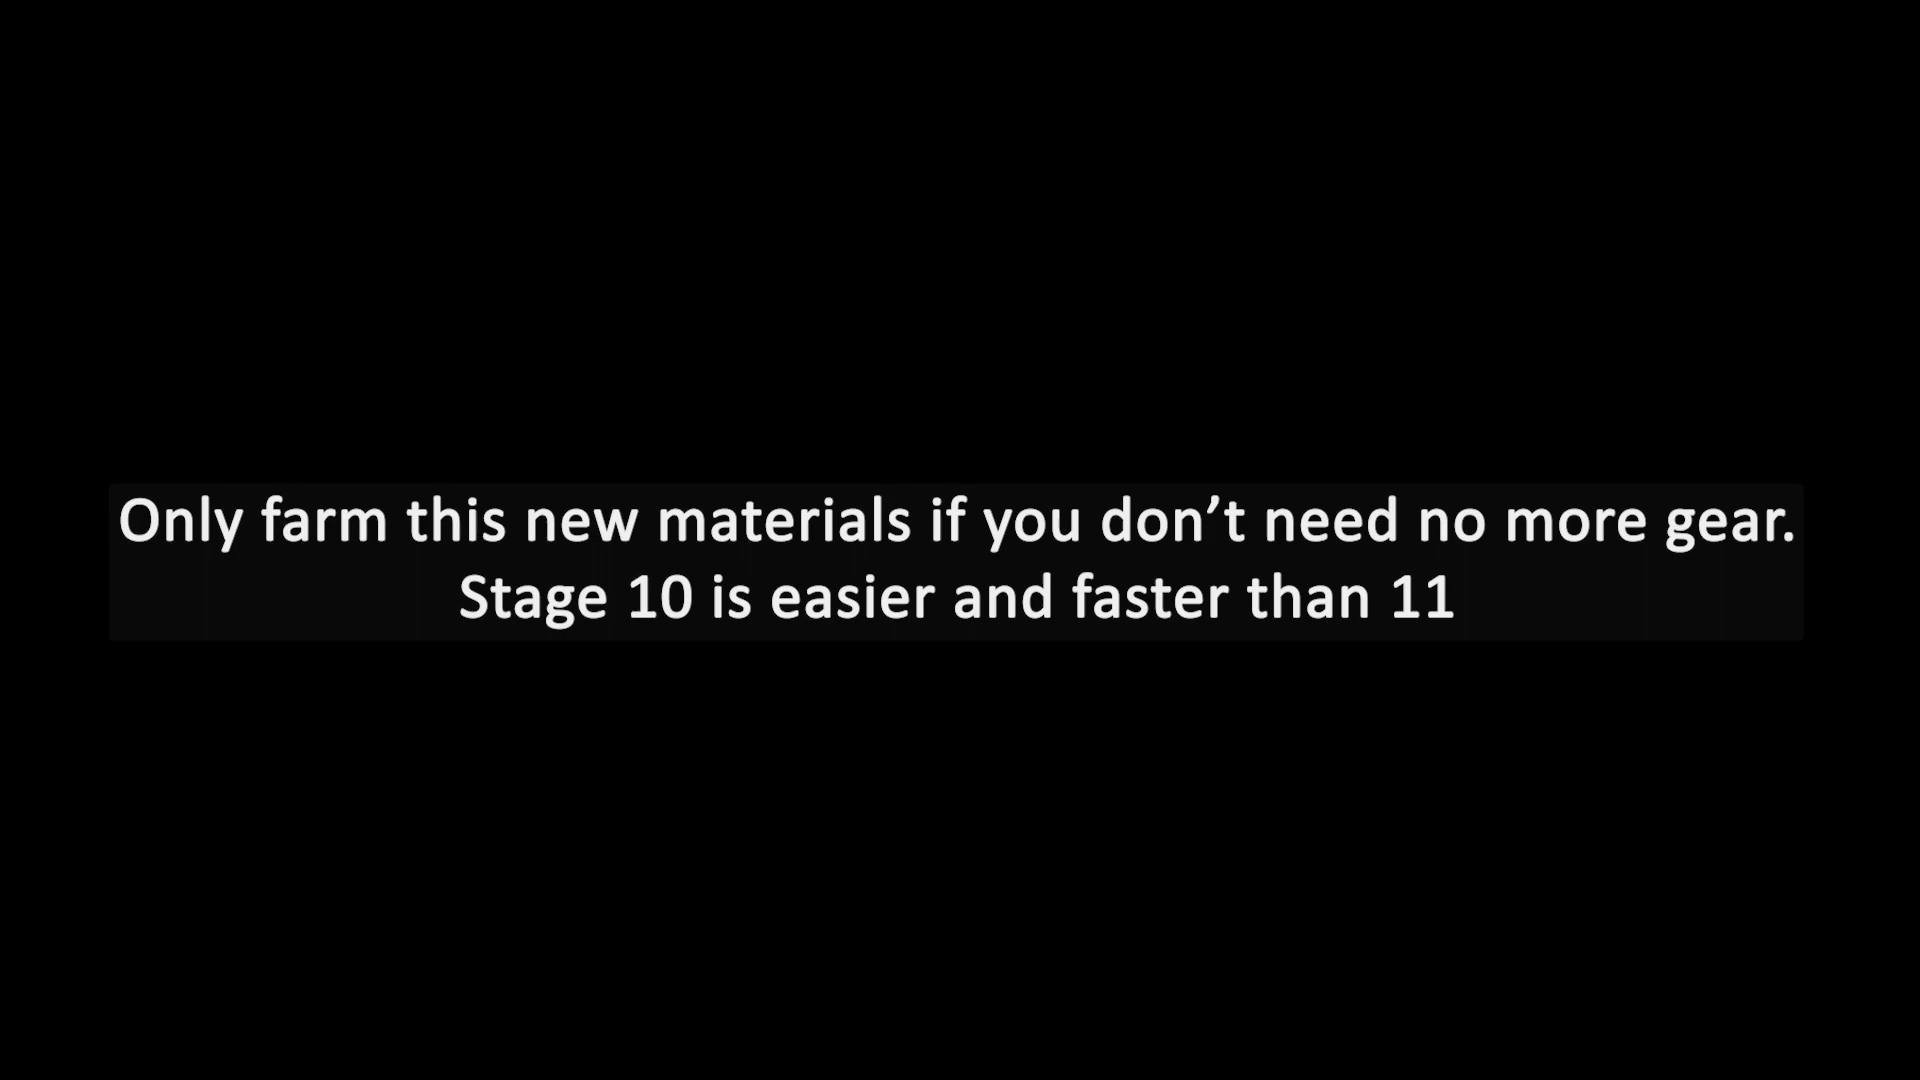 Only farm this new materials if you don’t need no more gear.
Stage 10 is easier and faster than 11